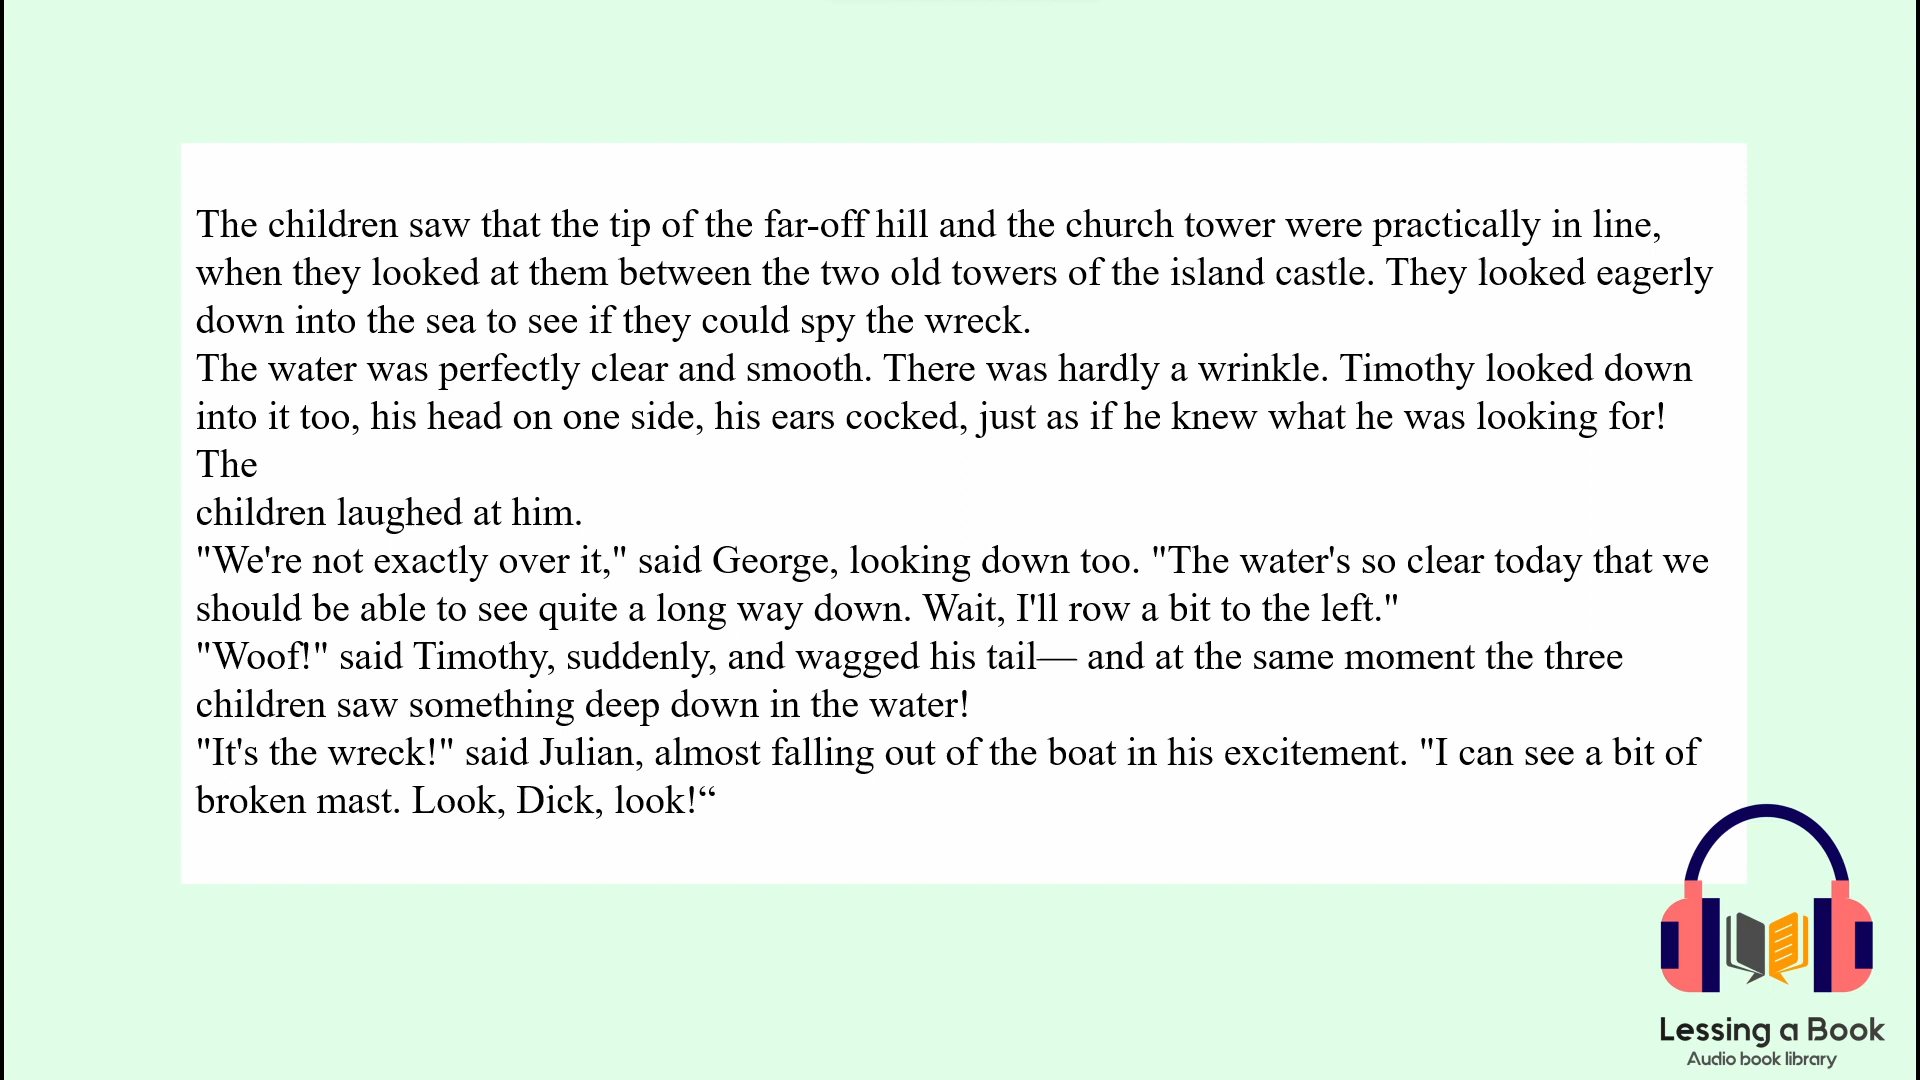 The children saw that the tip of the far-off hill and the church tower were practically in line,
when they looked at them between the two old towers of the island castle. They looked eagerly
down into the sea to see if they could spy the wreck.
The water was perfectly clear and smooth. There was hardly a wrinkle. Timothy looked down
into it too, his head on one side, his ears cocked, just as if he knew what he was looking for!
The
children laughed at him.
"We're not exactly over it," said George, looking down too. "The water's so clear today that we
should be able to see quite a long way down. Wait, I'll row a bit to the left."
"Woof!" said Timothy, suddenly, and wagged his tail— and at the same moment the three
children saw something deep down in the water!
"It's the wreck!" said Julian, almost falling out of the boat in his excitement. "I can see a bit of
broken mast. Look, Dick, look!“
Lessing a Book
Audio book library